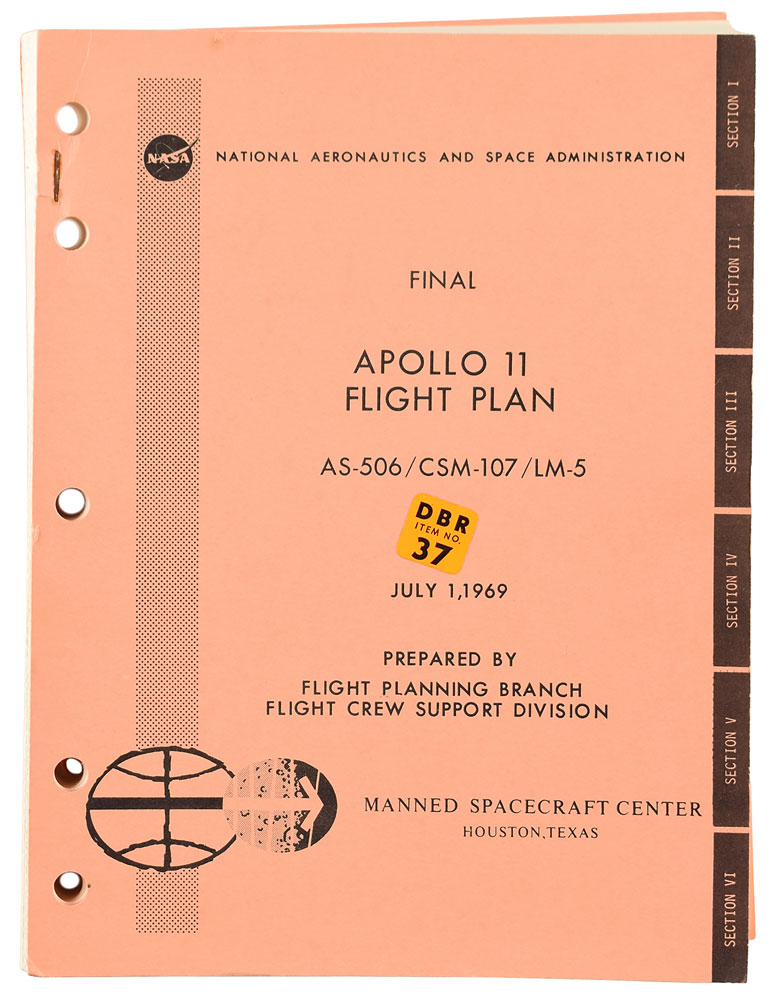 NASA
NATIONAL AERONAUTICS AND SPACE ADMINISTRATION
FINAL
APOLLO 11
FLIGHT PLAN
AS-506/CSM-107/LM-5
DBR
ITEM NO.
37
JULY 1,1969
PREPARED BY
FLIGHT PLANNING BRANCH
FLIGHT CREW SUPPORT DIVISION
MANNED SPACECRAFT CENTER
HOUSTON,TEXAS
SECTION I
SECTION II
SECTION III
SECTION IV
SECTION V
SECTION VI